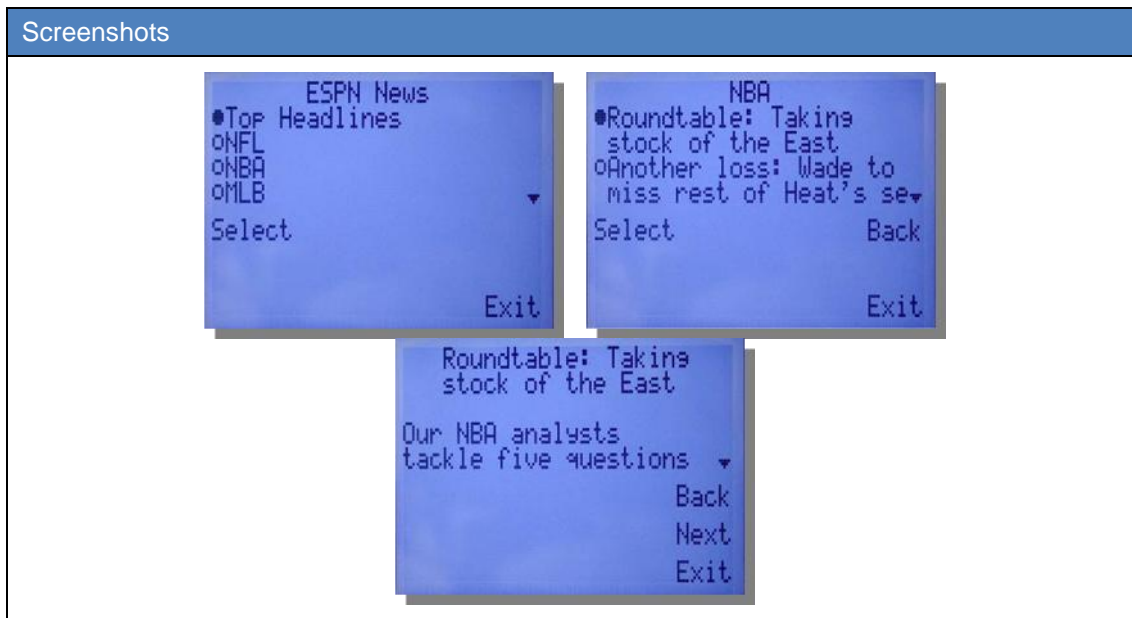 Screenshots
ESPN News
Top Headlines
NFL
NBA
MLB
Select
Exit
NBA
Roundtable: Taking
stock of the East
Another loss: Wade to
miss rest of Heat's se
Select Back
Exit
Roundtable: Taking
stock of the East
Our NBA analysts
tackle five questions
Back
Next
Exit